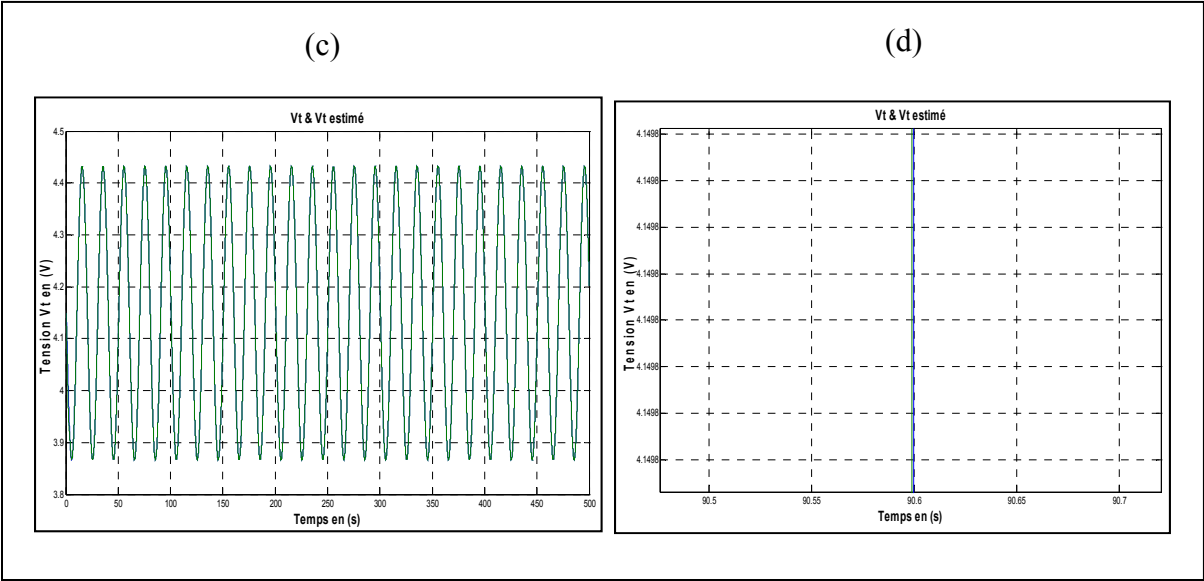 (c)
(d)
Vt & Vt estimé
4.5
4.4
4.3
4.2
4.1
4
3.9
3.8
Tension Vt en (V)
0 50 100 150 200 250 300 350 400 450 500
Temps en (s)
Vt & Vt estimé
4.1498
4.1498
4.1498
4.1498
4.1498
4.1498
4.1498
4.1498
Tension Vt en (V)
90.5 90.55 90.6 90.65 90.7
Temps en (s)